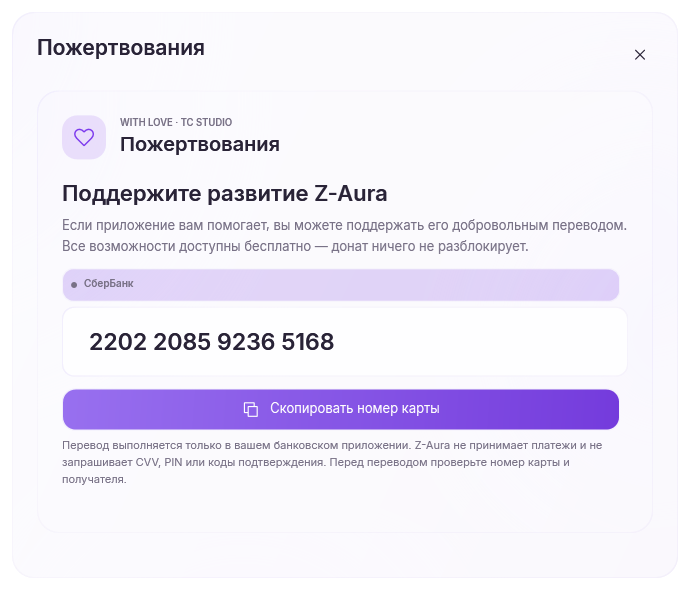 Пожертвования
WITH LOVE · TC STUDIO
Пожертвования
Поддержите развитие Z-Aura
Если приложение вам помогает, вы можете поддержать его добровольным переводом.
Все возможности доступны бесплатно — донат ничего не разблокирует.
СберБанк
2202 2085 9236 5168
Скопировать номер карты
Перевод выполняется только в вашем банковском приложении. Z-Aura не принимает платежи и не
запрашивает CVV, PIN или коды подтверждения. Перед переводом проверьте номер карты и
получателя.